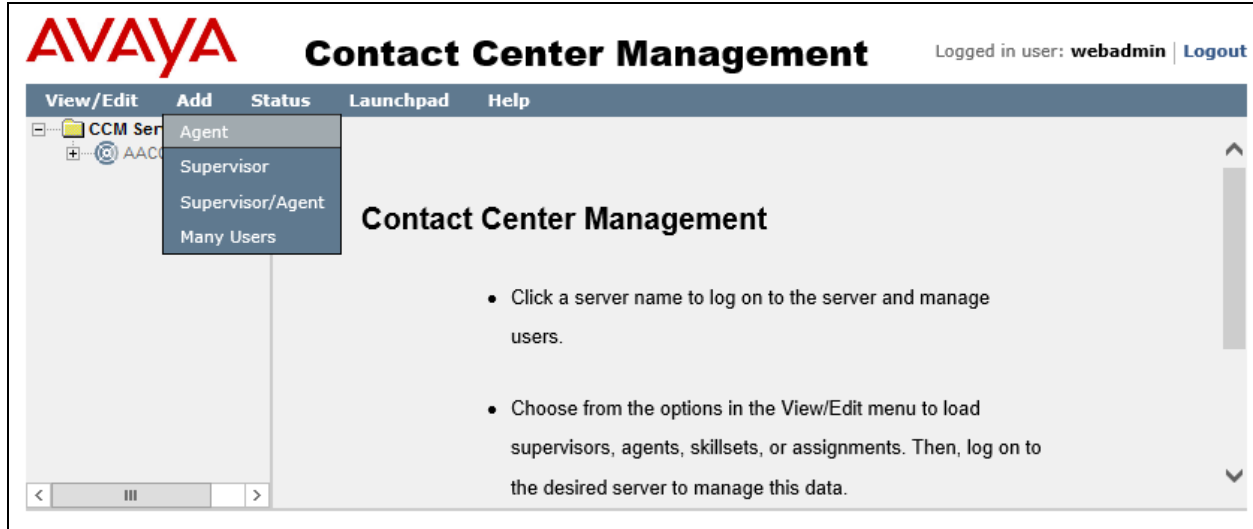 AVAYA
Contact Center Management
Logged in user: webadmin | Logout
View/Edit Add Status Launchpad Help
CCM Ser
AACC
Agent
Supervisor
Supervisor/Agent
Many Users
Contact Center Management
• Click a server name to log on to the server and manage
users.
• Choose from the options in the View/Edit menu to load
supervisors, agents, skillsets, or assignments. Then, log on to
the desired server to manage this data.